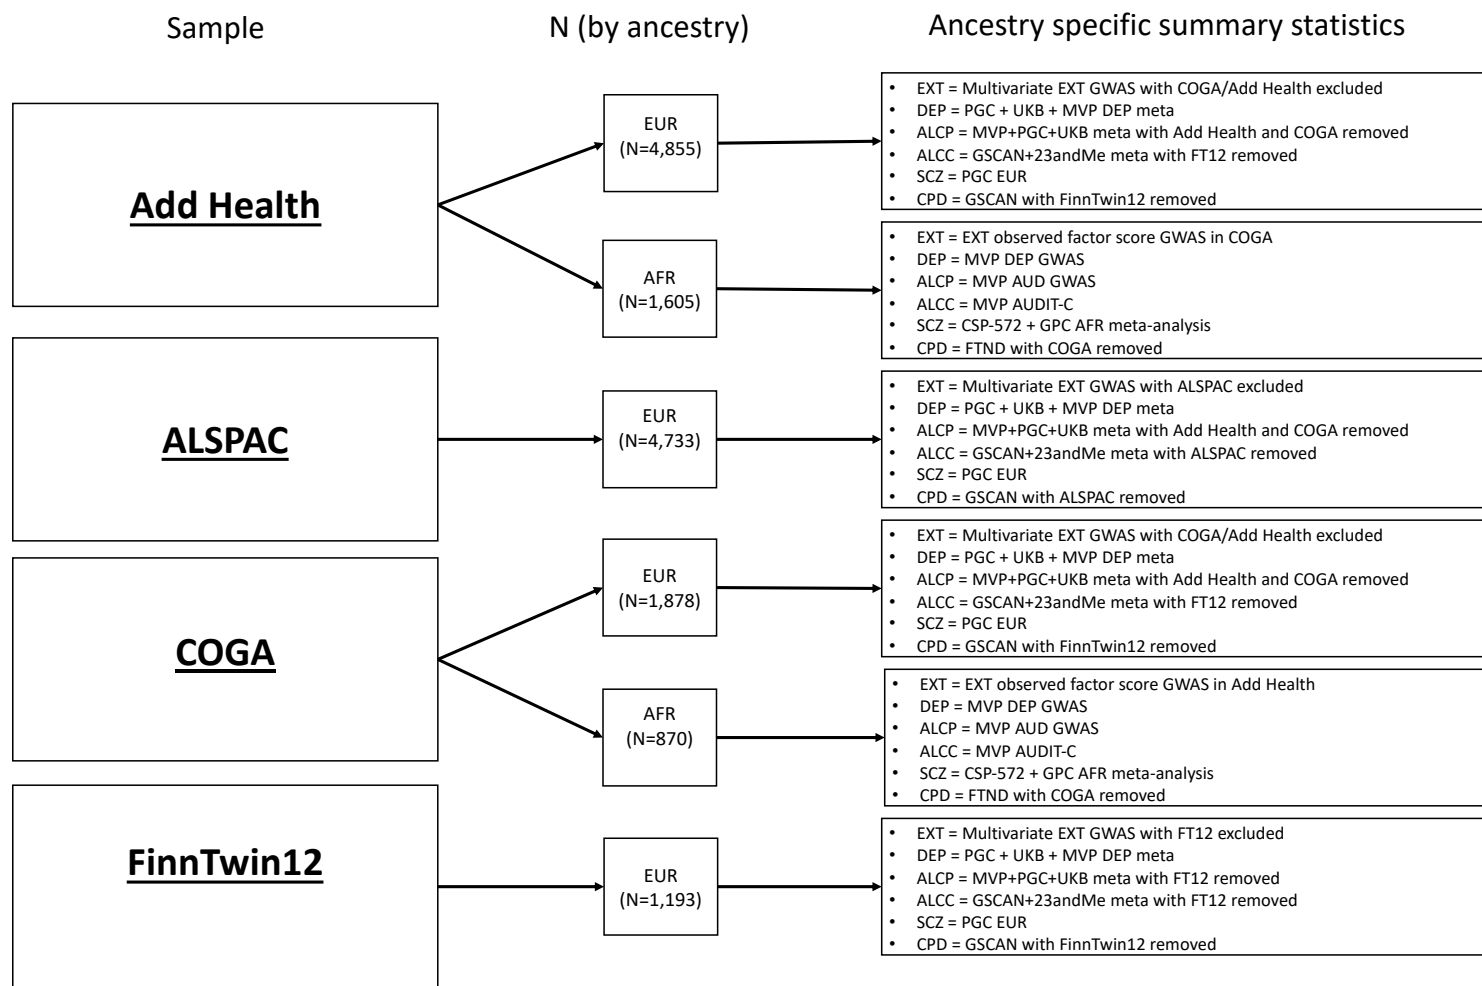 Sample
N (by ancestry)
Ancestry specific summary statistics
Add Health
EUR
(N=4,855)
• EXT = Multivariate EXT GWAS with COGA/Add Health excluded
• DEP = PGC + UKB + MVP DEP meta
• ALCP = MVP+PGC+UKB meta with Add Health and COGA removed
• ALCC = GSCAN+23andMe meta with FT12 removed
• SCZ = PGC EUR
• CPD = GSCAN with FinnTwin12 removed
AFR
(N=1,605)
• EXT = EXT observed factor score GWAS in COGA
• DEP = MVP DEP GWAS
• ALCP = MVP AUD GWAS
• ALCC = MVP AUDIT-C
• SCZ = CSP-572 + GPC AFR meta-analysis
• CPD = FTND with COGA removed
ALSPAC
EUR
(N=4,733)
• EXT = Multivariate EXT GWAS with ALSPAC excluded
• DEP = PGC + UKB + MVP DEP meta
• ALCP = MVP+PGC+UKB meta with Add Health and COGA removed
• ALCC = GSCAN+23andMe meta with ALSPAC removed
• SCZ = PGC EUR
• CPD = GSCAN with ALSPAC removed
COGA
EUR
(N=1,878)
• EXT = Multivariate EXT GWAS with COGA/Add Health excluded
• DEP = PGC + UKB + MVP DEP meta
• ALCP = MVP+PGC+UKB meta with Add Health and COGA removed
• ALCC = GSCAN+23andMe meta with FT12 removed
• SCZ = PGC EUR
• CPD = GSCAN with FinnTwin12 removed
AFR
(N=870)
• EXT = EXT observed factor score GWAS in Add Health
• DEP = MVP DEP GWAS
• ALCP = MVP AUD GWAS
• ALCC = MVP AUDIT-C
• SCZ = CSP-572 + GPC AFR meta-analysis
• CPD = FTND with COGA removed
FinnTwin12
EUR
(N=1,193)
• EXT = Multivariate EXT GWAS with FT12 excluded
• DEP = PGC + UKB + MVP DEP meta
• ALCP = MVP+PGC+UKB meta with FT12 removed
• ALCC = GSCAN+23andMe meta with FT12 removed
• SCZ = PGC EUR
• CPD = GSCAN with FinnTwin12 removed